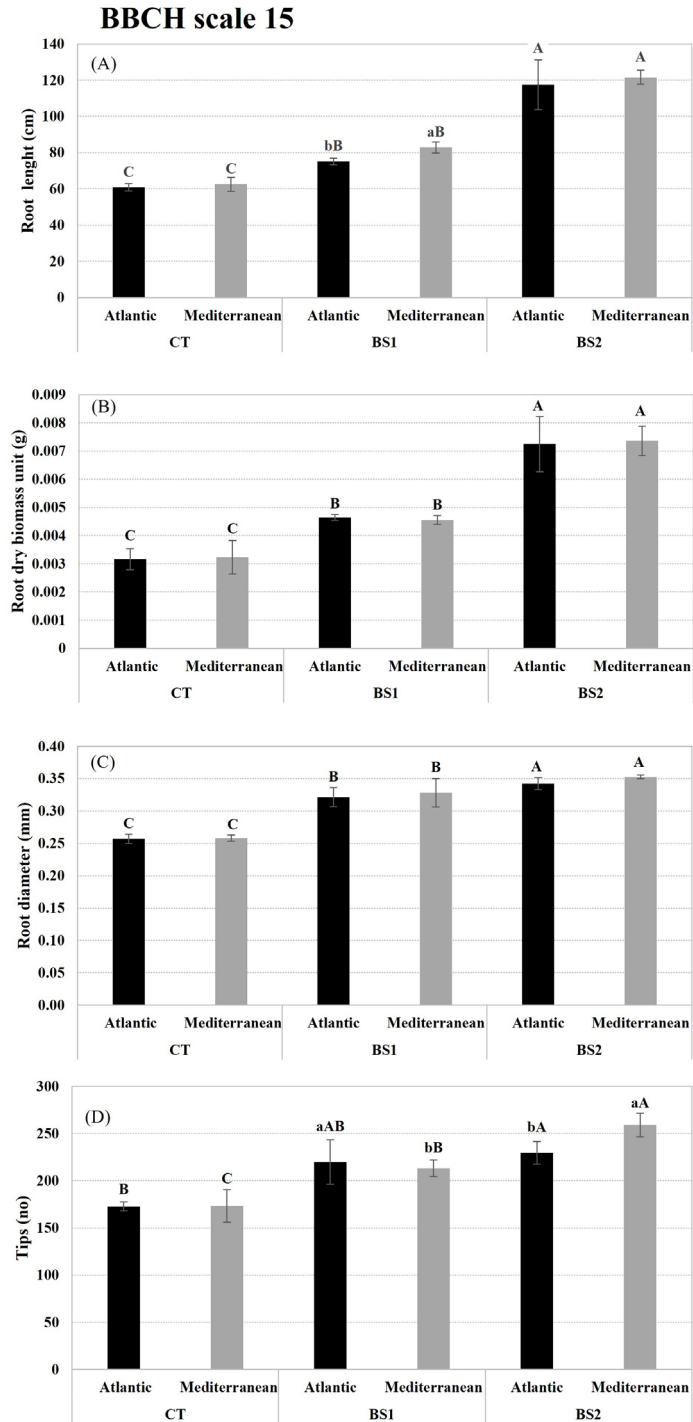 BBCH scale 15
(A)
Root lenght (cm)
140
120
100
80
60
40
20
0
C
C
bB
aB
A
A
Atlantic Mediterranean Atlantic Mediterranean Atlantic Mediterranean
CT BS1 BS2
(B)
Root dry biomass unit (g)
0.009
0.008
0.007
0.006
0.005
0.004
0.003
0.002
0.001
0
C
C
B
B
A
A
Atlantic Mediterranean Atlantic Mediterranean Atlantic Mediterranean
CT BS1 BS2
(C)
Root diameter (mm)
0.40
0.35
0.30
0.25
0.20
0.15
0.10
0.05
0.00
C
C
B
B
A
A
Atlantic Mediterranean Atlantic Mediterranean Atlantic Mediterranean
CT BS1 BS2
(D)
Tips (no)
300
250
200
150
100
50
0
B
C
aAB
bB
bA
aA
Atlantic Mediterranean Atlantic Mediterranean Atlantic Mediterranean
CT BS1 BS2